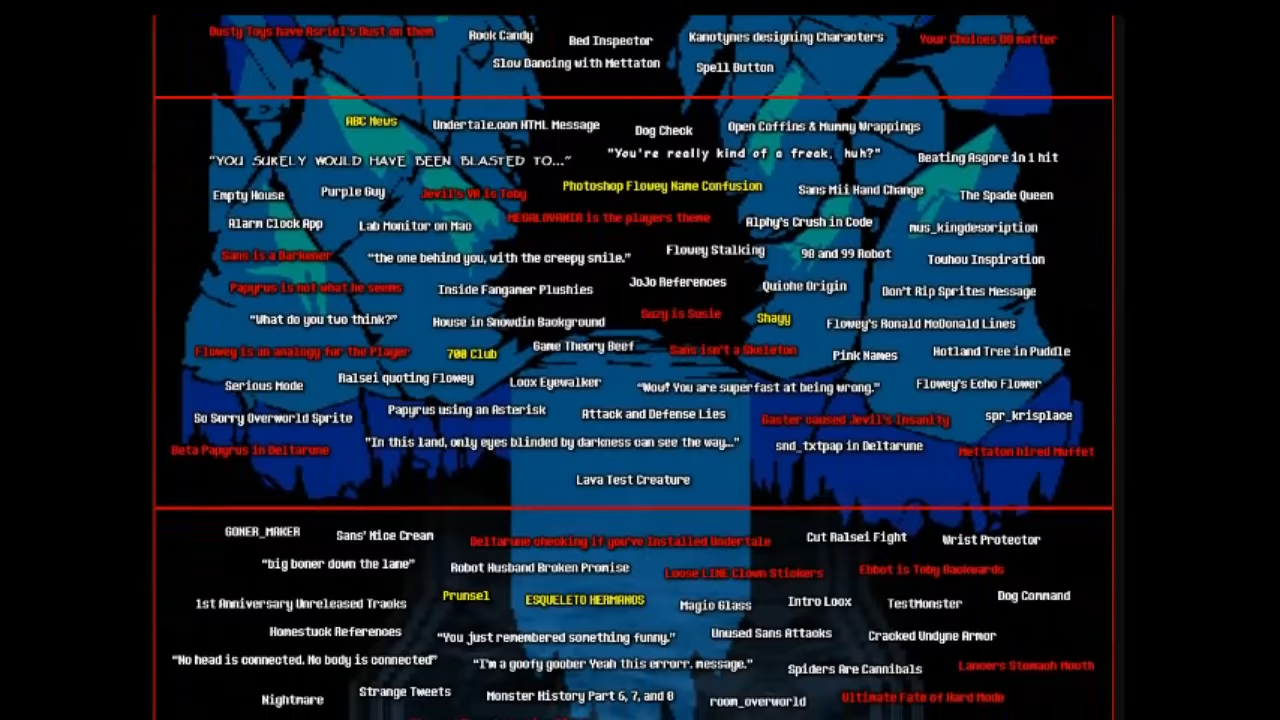 Dusty Toys have Asriel's Dust on them
Rook Candy
Bed Inspector
Kanotynes designing Characters
Your Choices DO matter
Slow Dancing with Mettaton
Spell Button
ABC News
Undertale.com HTML Message
Dog Check
Open Coffins & Mummy Wrappings
"YOU SURELY WOULD HAVE BEEN BLASTED TO..."
"You're really kind of a freak, huh?"
Beating Asgore in 1 hit
Empty House
Purple Guy
Jevil's VA is Toby
Photoshop Flowey Name Confusion
Sans Mii Hand Change
The Spade Queen
Alarm Clock App
Lab Monitor on Mac
MEGALOVANIA is the players theme
Alphy's Crush in Code
mus_kingdescription
Sans is a Darkener
"the one behind you, with the creepy smile."
Flowey Stalking
98 and 99 Robot
Touhou Inspiration
Papyrus is not what he seems
Inside Fangamer Plushies
JoJo References
Quiche Origin
Don't Rip Sprites Message
"What do you two think?"
House in Snowdin Background
Suzy is Susie
Shayy
Flowey's Ronald McDonald Lines
Flowey is an analogy for the Player
700 Club
Game Theory Beef
Sans isn't a Skeleton
Pink Names
Hotland Tree in Puddle
Serious Mode
Ralsei quoting Flowey
Loox Eyewalker
"Wow! You are superfast at being wrong."
Flowey's Echo Flower
So Sorry Overworld Sprite
Papyrus using an Asterisk
Attack and Defense Lies
Gaster caused Jevil's Insanity
spr_krisplace
Beta Papyrus in Deltarune
"In this land, only eyes blinded by darkness can see the way..."
snd_txtpap in Deltarune
Mettaton hired Muffet
Lava Test Creature
GONER_MAKER
Sans' Nice Cream
Deltarune checking if you've Installed Undertale
Cut Ralsei Fight
Wrist Protector
"big boner down the lane"
Robot Husband Broken Promise
Loose LINE Clown Stickers
Ebbot is Toby Backwards
1st Anniversary Unreleased Tracks
Prunsel
ESQUELETO HERMANOS
Magic Glass
Intro Loox
TestMonster
Dog Command
Homestuck References
"You just remembered something funny."
Unused Sans Attacks
Cracked Undyne Armor
"No head is connected. No body is connected"
"I'm a goofy goober Yeah this errorr. message."
Spiders Are Cannibals
Lancers Stomach Mouth
Nightmare
Strange Tweets
Monster History Part 6, 7, and 8
room_overworld
Ultimate Fate of Hard Mode